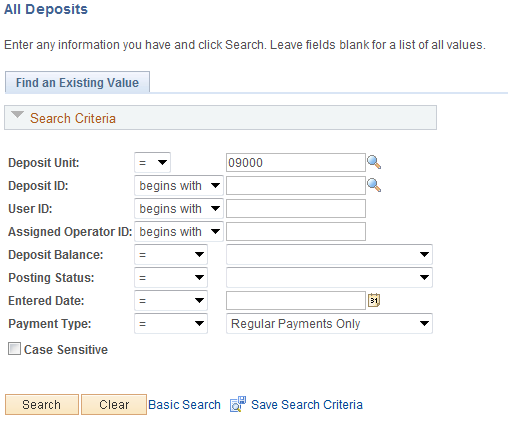 All Deposits
Enter any information you have and click Search. Leave fields blank for a list of all values.
Find an Existing Value
Search Criteria
Deposit Unit: = 09000
Deposit ID: begins with
User ID: begins with
Assigned Operator ID: begins with
Deposit Balance: =
Posting Status: =
Entered Date: = 31
Payment Type: = Regular Payments Only
Case Sensitive
Search Clear Basic Search Save Search Criteria